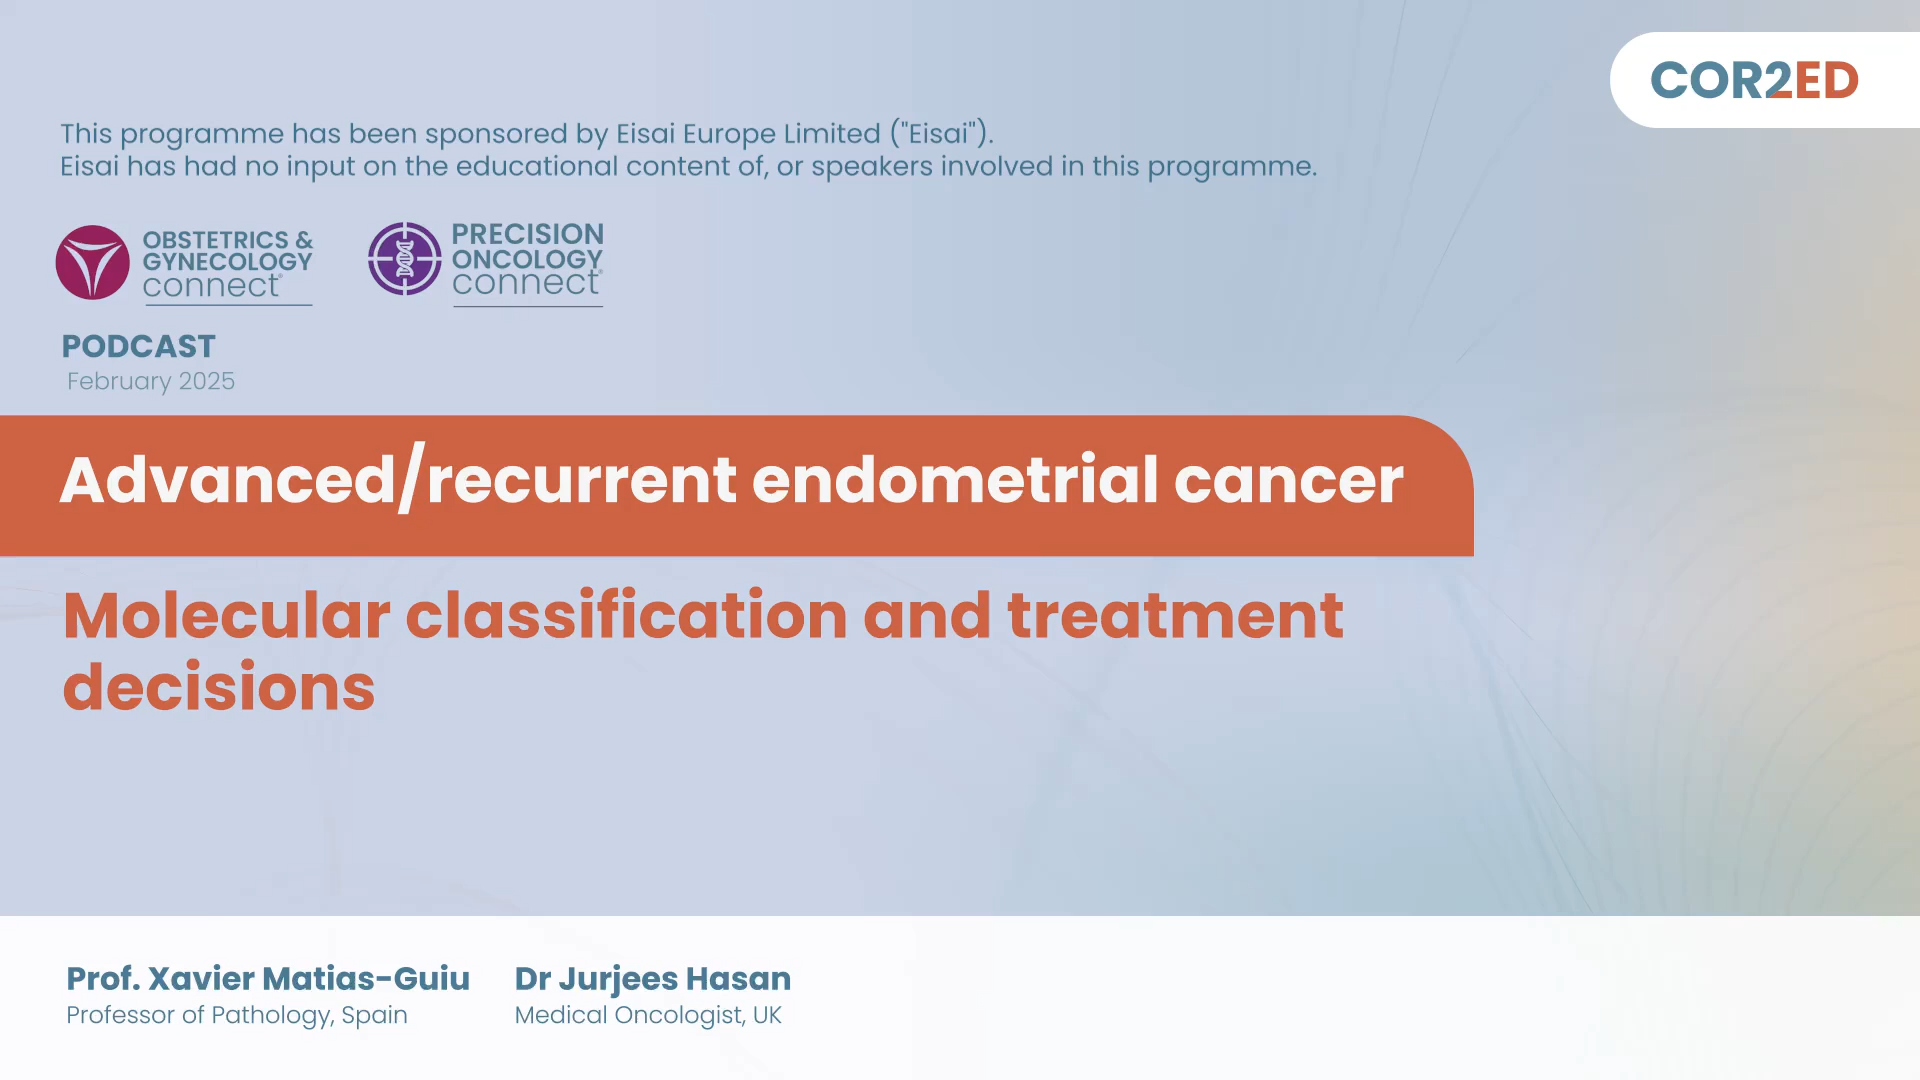 COR2ED
This programme has been sponsored by Eisai Europe Limited ("Eisai").
Eisai has had no input on the educational content of, or speakers involved in this programme.
OBSTETRICS &
GYNECOLOGY
connect®
PRECISION
ONCOLOGY
connect®
PODCAST
February 2025
Advanced/recurrent endometrial cancer
Molecular classification and treatment
decisions
Prof. Xavier Matias-Guiu
Professor of Pathology, Spain
Dr Jurjees Hasan
Medical Oncologist, UK